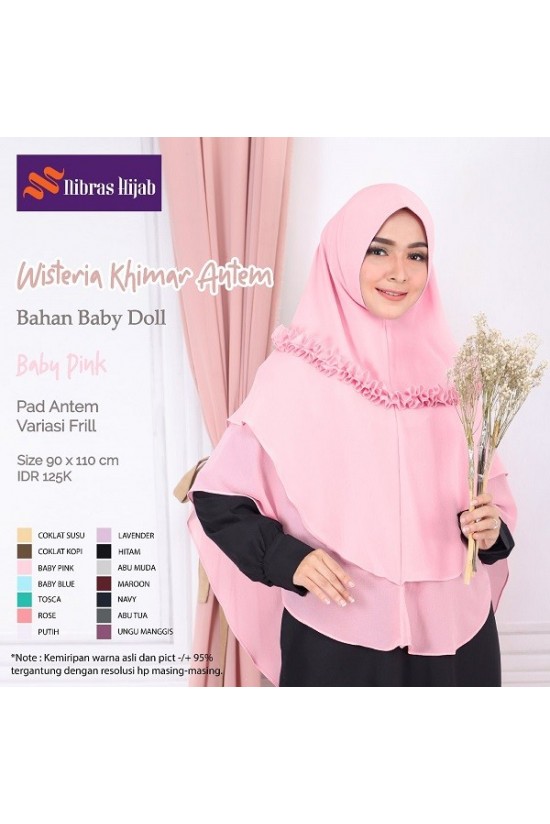 Nibras Hijab
Wisteria Khimar Antem
Bahan Baby Doll
Baby Pink
Pad Antem
Variasi Frill
Size 90 x 110 cm
IDR 125K
COKLAT SUSU
COKLAT KOPI
BABY PINK
BABY BLUE
TOSCA
ROSE
PUTIH
LAVENDER
HITAM
ABU MUDA
MAROON
NAVY
ABU TUA
UNGU MANGGIS
*Note : Kemiripan warna asli dan pict -/+ 95%
tergantung dengan resolusi hp masing-masing.